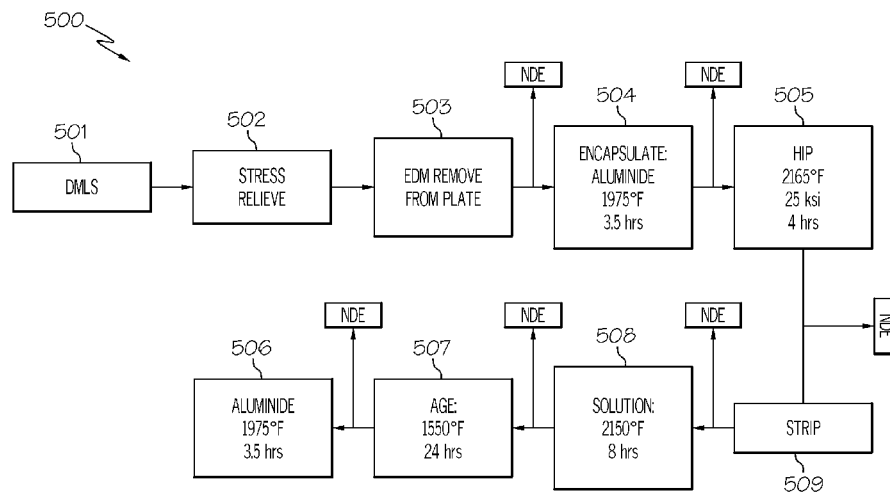 500
501
DMLS
502
STRESS
RELIEVE
503
EDM REMOVE
FROM PLATE
NDE
504
ENCAPSULATE:
ALUMINIDE
1975°F
3.5 hrs
NDE
505
HIP
2165°F
25 ksi
4 hrs
NDE
506
ALUMINIDE
1975°F
3.5 hrs
NDE
507
AGE:
1550°F
24 hrs
NDE
508
SOLUTION:
2150°F
8 hrs
NDE
STRIP
509